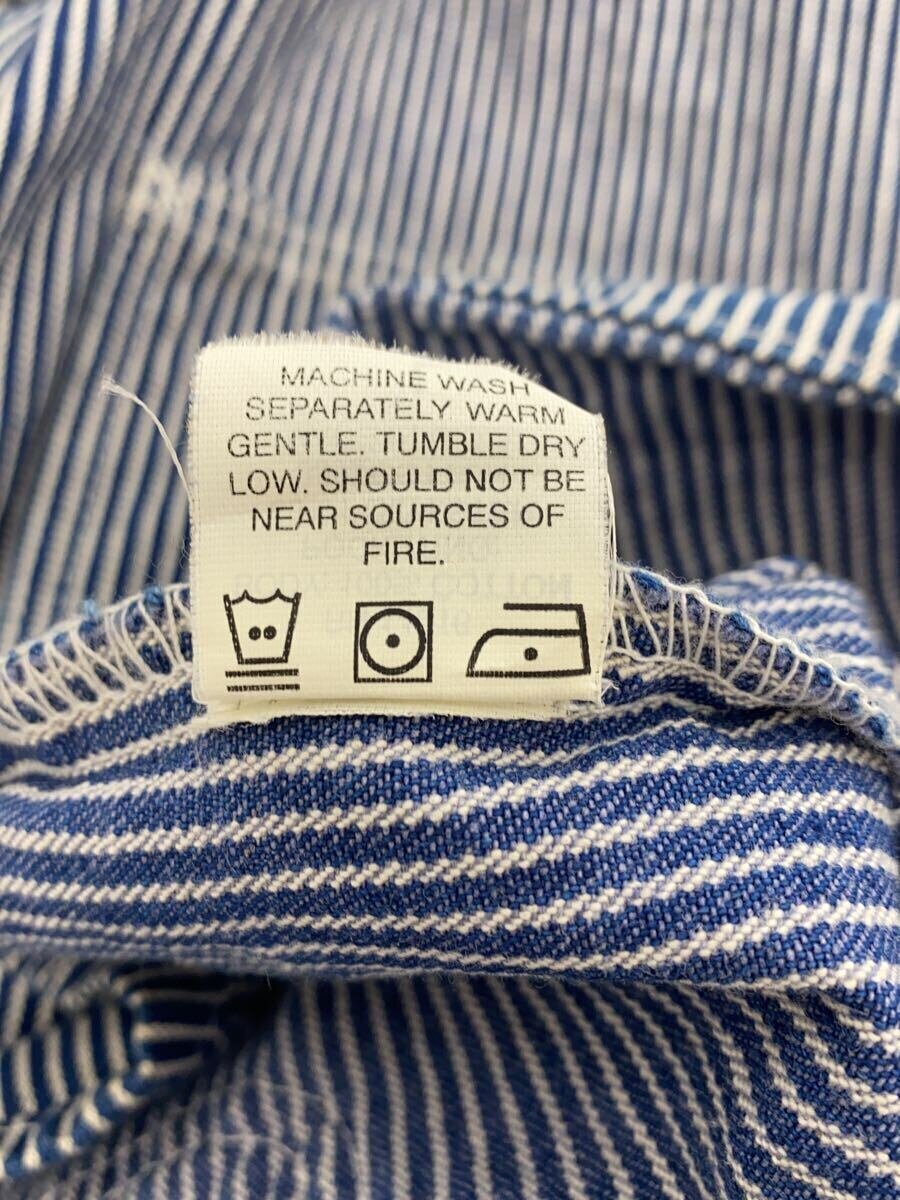 MACHINE WASH
SEPARATELY WARM
GENTLE. TUMBLE DRY
LOW. SHOULD NOT BE
NEAR SOURCES OF
FIRE.